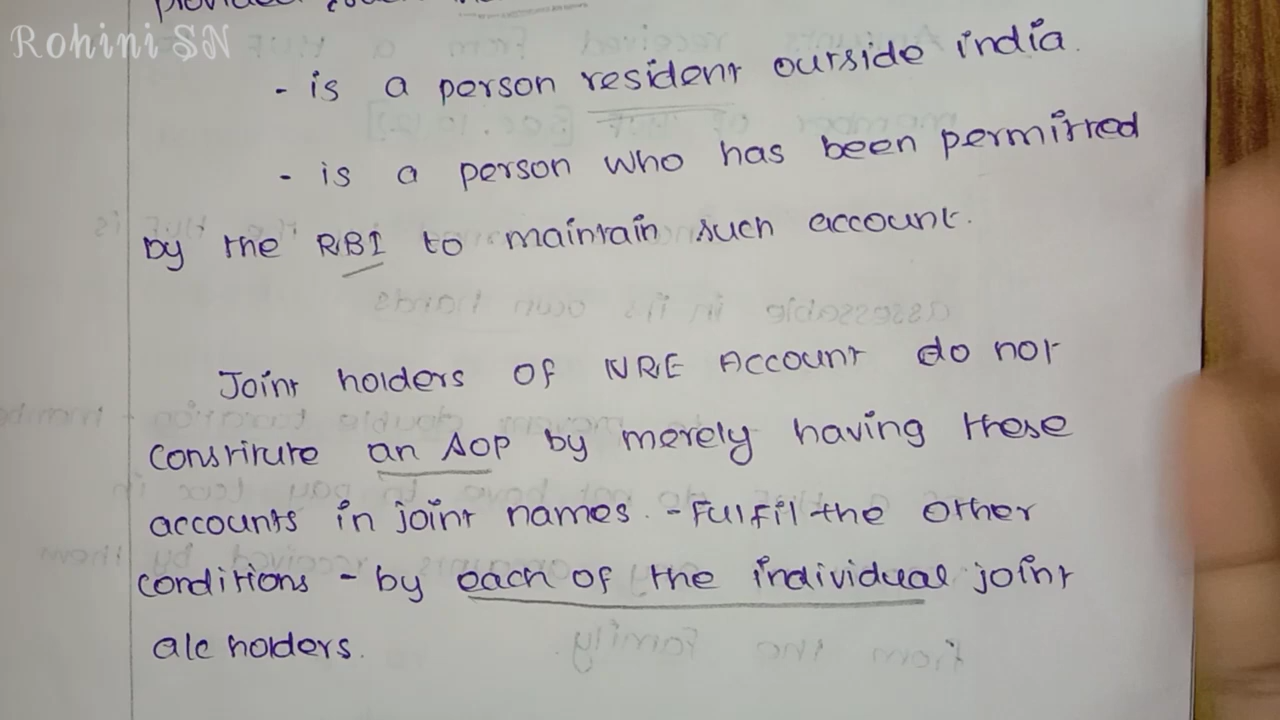 Rohini SN
- is a person resident outside india.
- is a person who has been permitted
by the RBI to maintain such account.
Joint holders of NRE Account do not
constitute an AOP by merely having these
accounts in joint names. - Fulfil the other
conditions - by each of the individual joint
a/c holders.